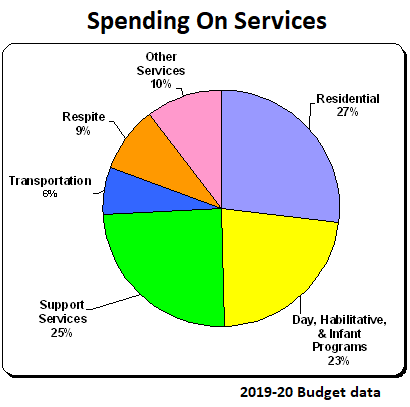 Spending On Services
Other
Services
10%
Residential
27%
Respite
9%
Transportation
6%
Support
Services
25%
Day, Habilitative,
& Infant
Programs
23%
2019-20 Budget data